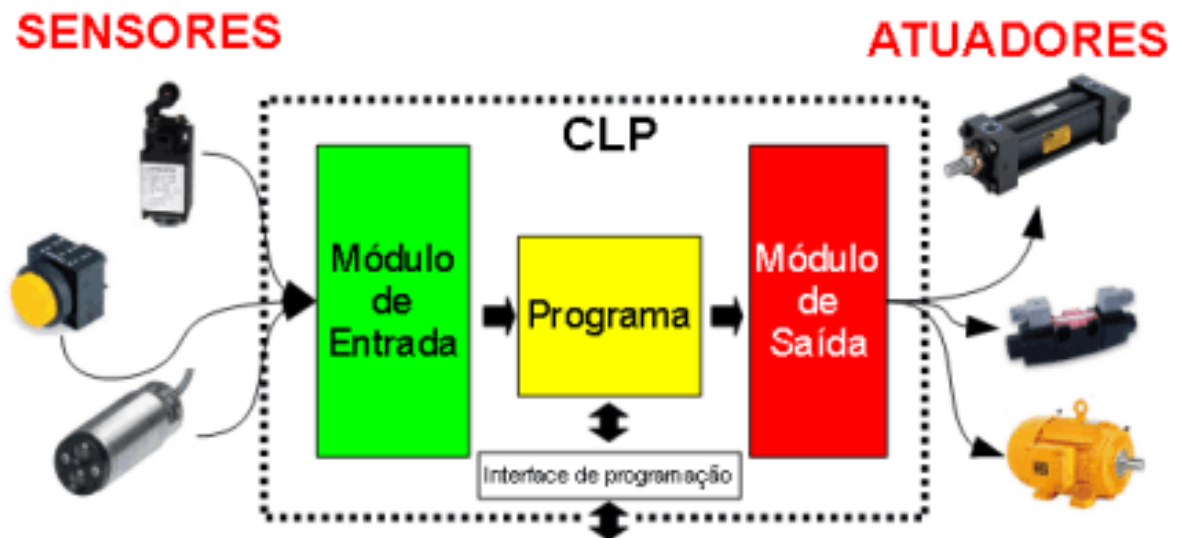 SENSORES
ATUADORES
CLP
Módulo
de
Entrada
Programa
Módulo
de
Saída
Interface de programação